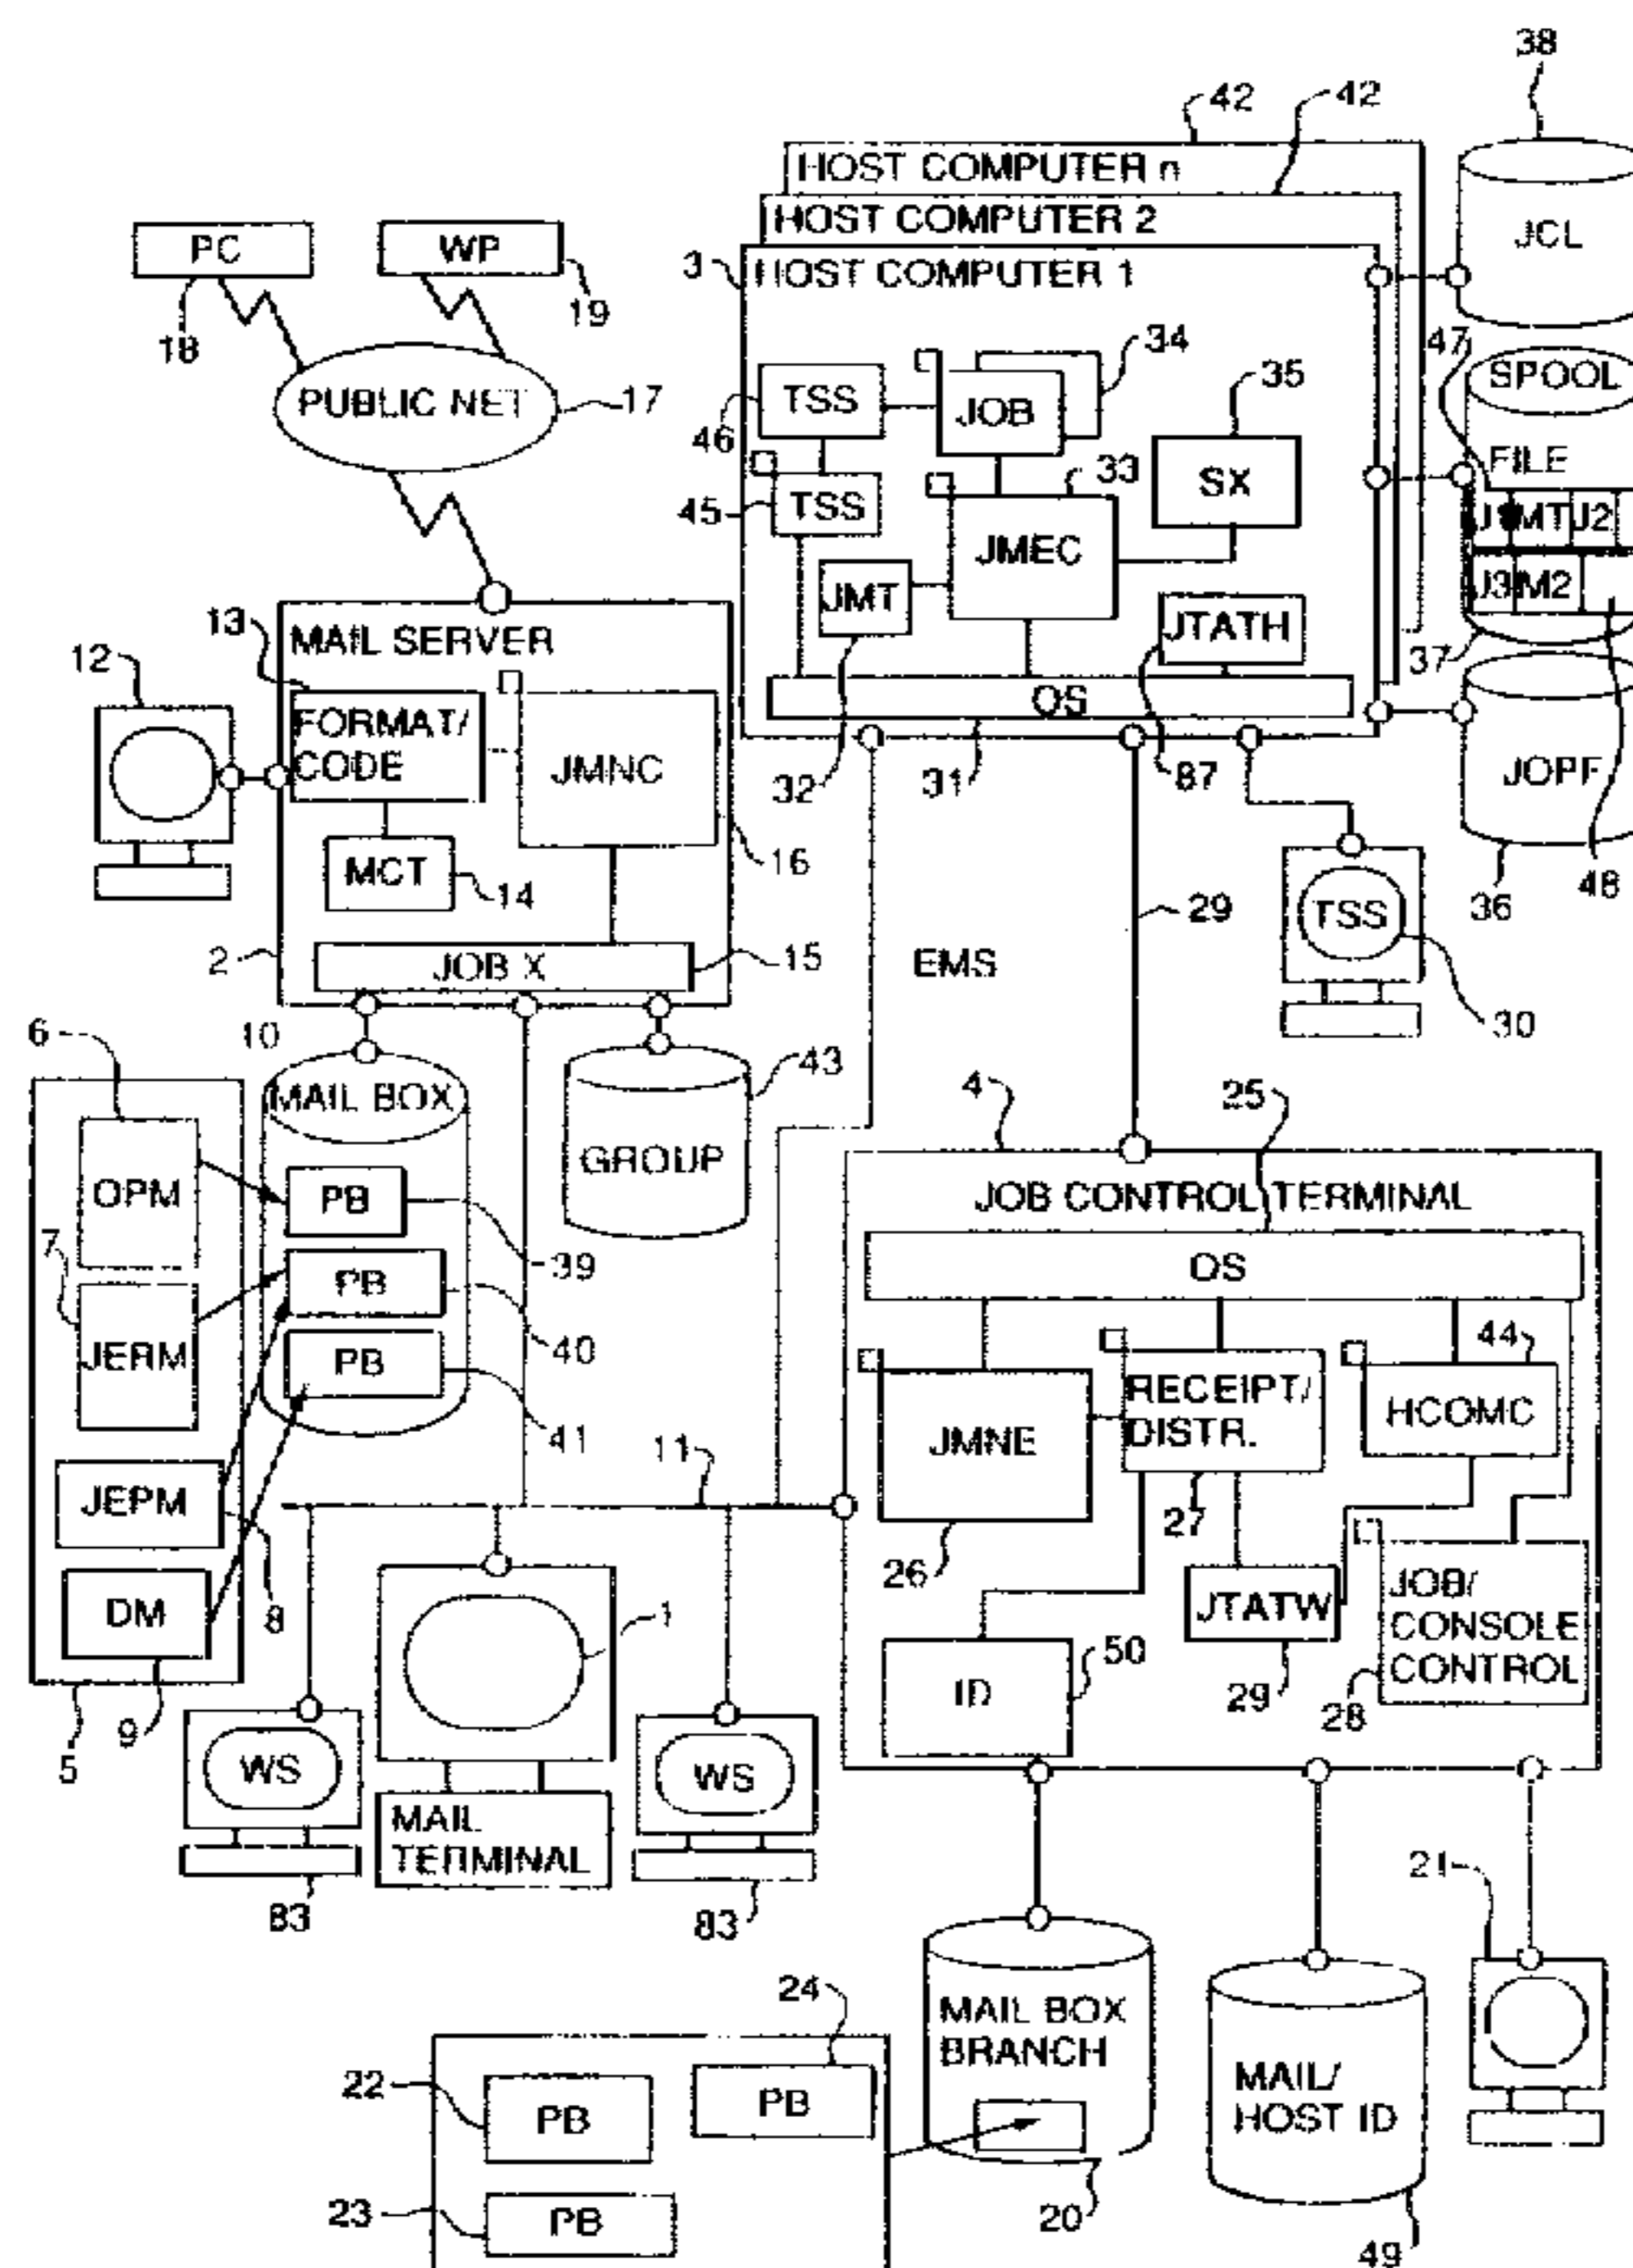 38
42
42
HOST COMPUTER n
HOST COMPUTER 2
3
HOST COMPUTER 1
JCL
PC
WP
18
19
PUBLIC NET
17
34
35
47
SPOOL
FILE
46
TSS
JOB
33
SX
45
TSS
JMEC
J1
MT
J2
J3
M2
JMT
JTATH
37
OS
32
31
87
JOPF
36
48
13
MAIL SERVER
12
FORMAT/
CODE
JMNC
MCT
14
16
2
JOB X
15
29
EMS
TSS
30
6
10
43
MAIL BOX
GROUP
OPM
PB
39
7
PB
40
JERM
PB
41
JEPM
8
DM
9
5
11
4
25
JOB CONTROL TERMINAL
OS
44
JMNE
RECEIPT/
DISTR.
HCOMC
26
27
JTATW
29
JOB/
CONSOLE
CONTROL
28
ID
50
1
WS
83
MAIL
TERMINAL
WS
83
21
24
MAIL BOX
BRANCH
MAIL/
HOST ID
22
PB
PB
23
PB
20
49